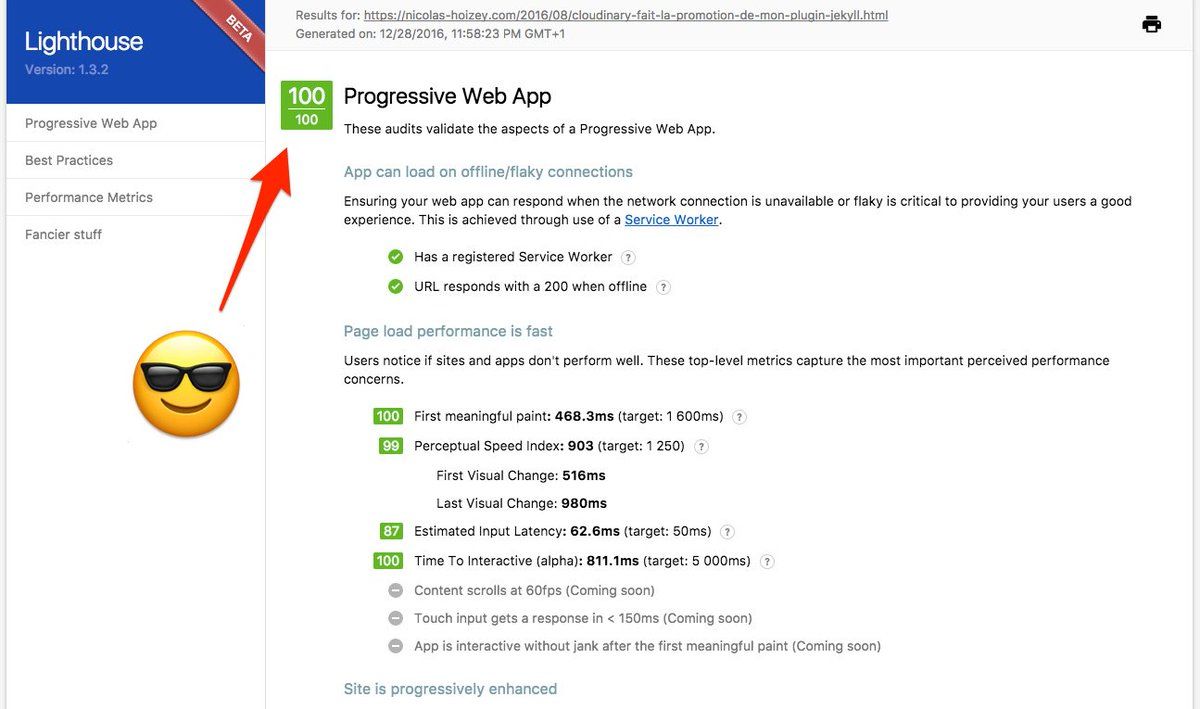 Lighthouse
Version: 1.3.2
BETA
Progressive Web App
Best Practices
Performance Metrics
Fancier stuff
Results for: https://nicolas-hoizey.com/2016/08/cloudinary-fait-la-promotion-de-mon-plugin-jekyll.html
Generated on: 12/28/2016, 11:58:23 PM GMT+1
100
100
Progressive Web App
These audits validate the aspects of a Progressive Web App.
App can load on offline/flaky connections
Ensuring your web app can respond when the network connection is unavailable or flaky is critical to providing your users a good
experience. This is achieved through use of a Service Worker.
Has a registered Service Worker ?
URL responds with a 200 when offline ?
Page load performance is fast
Users notice if sites and apps don't perform well. These top-level metrics capture the most important perceived performance
concerns.
100 First meaningful paint: 468.3ms (target: 1 600ms) ?
99 Perceptual Speed Index: 903 (target: 1 250) ?
First Visual Change: 516ms
Last Visual Change: 980ms
87 Estimated Input Latency: 62.6ms (target: 50ms) ?
100 Time To Interactive (alpha): 811.1ms (target: 5 000ms) ?
Content scrolls at 60fps (Coming soon)
Touch input gets a response in < 150ms (Coming soon)
App is interactive without jank after the first meaningful paint (Coming soon)
Site is progressively enhanced